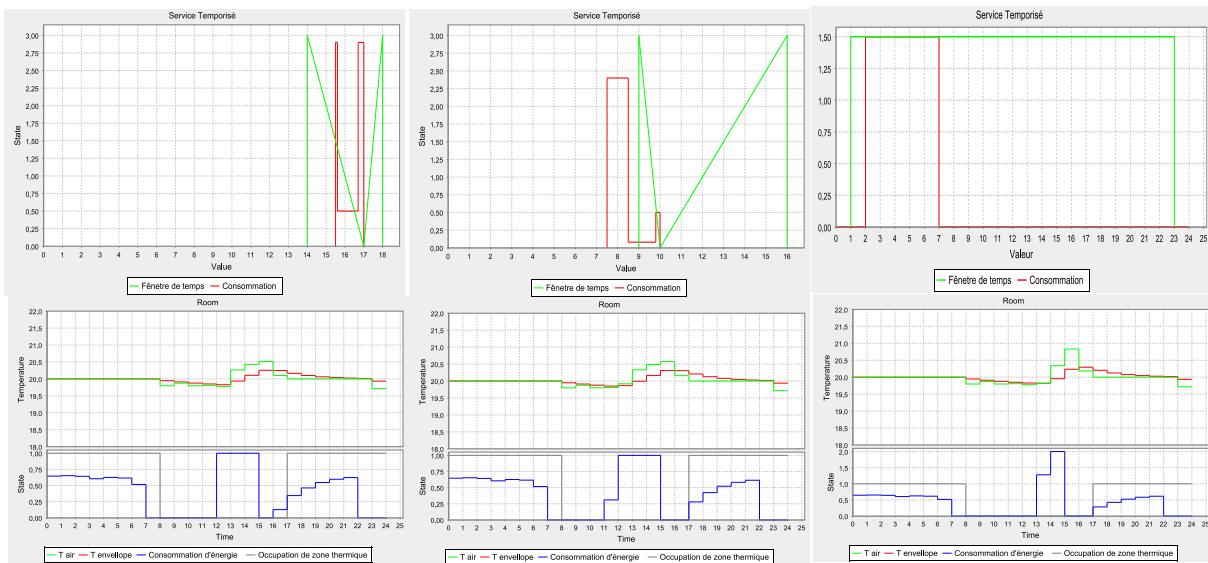 Service Temporisé
3,00
2,75
2,50
2,25
2,00
1,75
1,50
1,25
1,00
0,75
0,50
0,25
0,00
State
0 1 2 3 4 5 6 7 8 9 10 11 12 13 14 15 16 17 18
Value
Fênetre de temps Consommation
Service Temporisé
3,00
2,75
2,50
2,25
2,00
1,75
1,50
1,25
1,00
0,75
0,50
0,25
0,00
State
0 1 2 3 4 5 6 7 8 9 10 11 12 13 14 15 16
Value
Fênetre de temps Consommation
Service Temporisé
1,50
1,25
1,00
0,75
0,50
0,25
0,00
State
0 1 2 3 4 5 6 7 8 9 10 11 12 13 14 15 16 17 18 19 20 21 22 23 24 25
Valeur
Fênetre de temps Consommation
Room
22,0
21,5
21,0
20,5
20,0
19,5
19,0
18,5
18,0
Temperature
1,00
0,75
0,50
0,25
0,00
State
0 1 2 3 4 5 6 7 8 9 10 11 12 13 14 15 16 17 18 19 20 21 22 23 24 25
Time
T air T envellope Consommation d'énergie Occupation de zone thermique
Room
22,0
21,5
21,0
20,5
20,0
19,5
19,0
18,5
18,0
Temperature
1,00
0,75
0,50
0,25
0,00
State
0 1 2 3 4 5 6 7 8 9 10 11 12 13 14 15 16 17 18 19 20 21 22 23 24 25
Time
T air T envellope Consommation d'énergie Occupation de zone thermique
Room
22,0
21,5
21,0
20,5
20,0
19,5
19,0
18,5
18,0
Temperature
2,0
1,5
1,0
0,5
0,0
State
0 1 2 3 4 5 6 7 8 9 10 11 12 13 14 15 16 17 18 19 20 21 22 23 24 25
Time
T air T envellope Consommation d'énergie Occupation de zone thermique